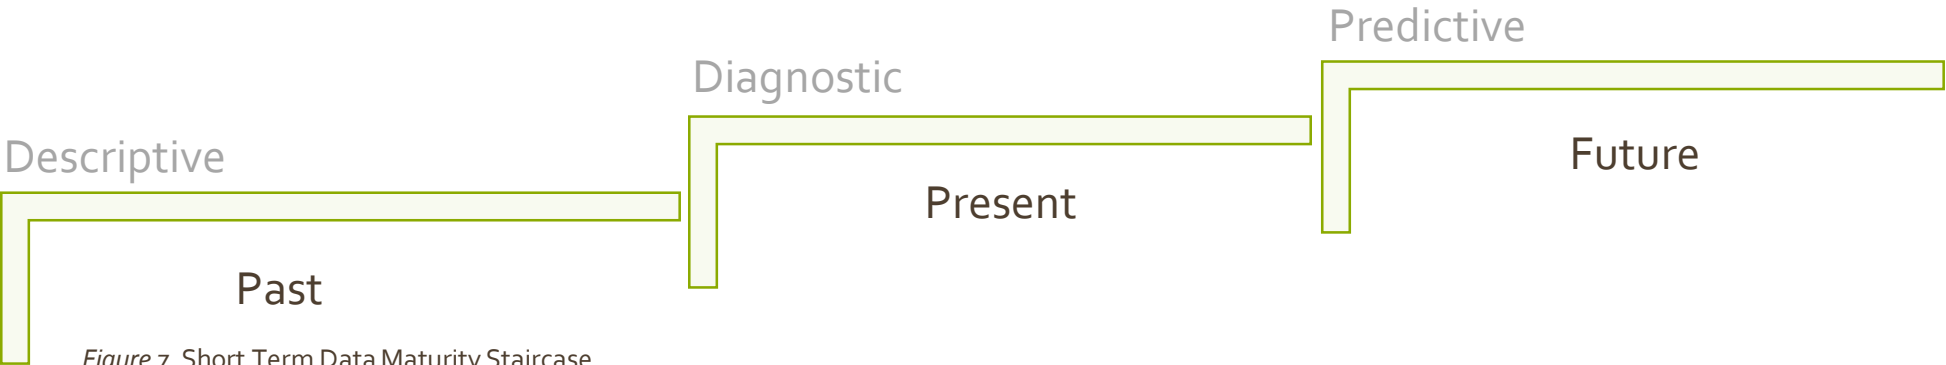 Predictive
Diagnostic
Descriptive
Future
Present
Past
Figure 7. Short Term Data Maturity Staircase